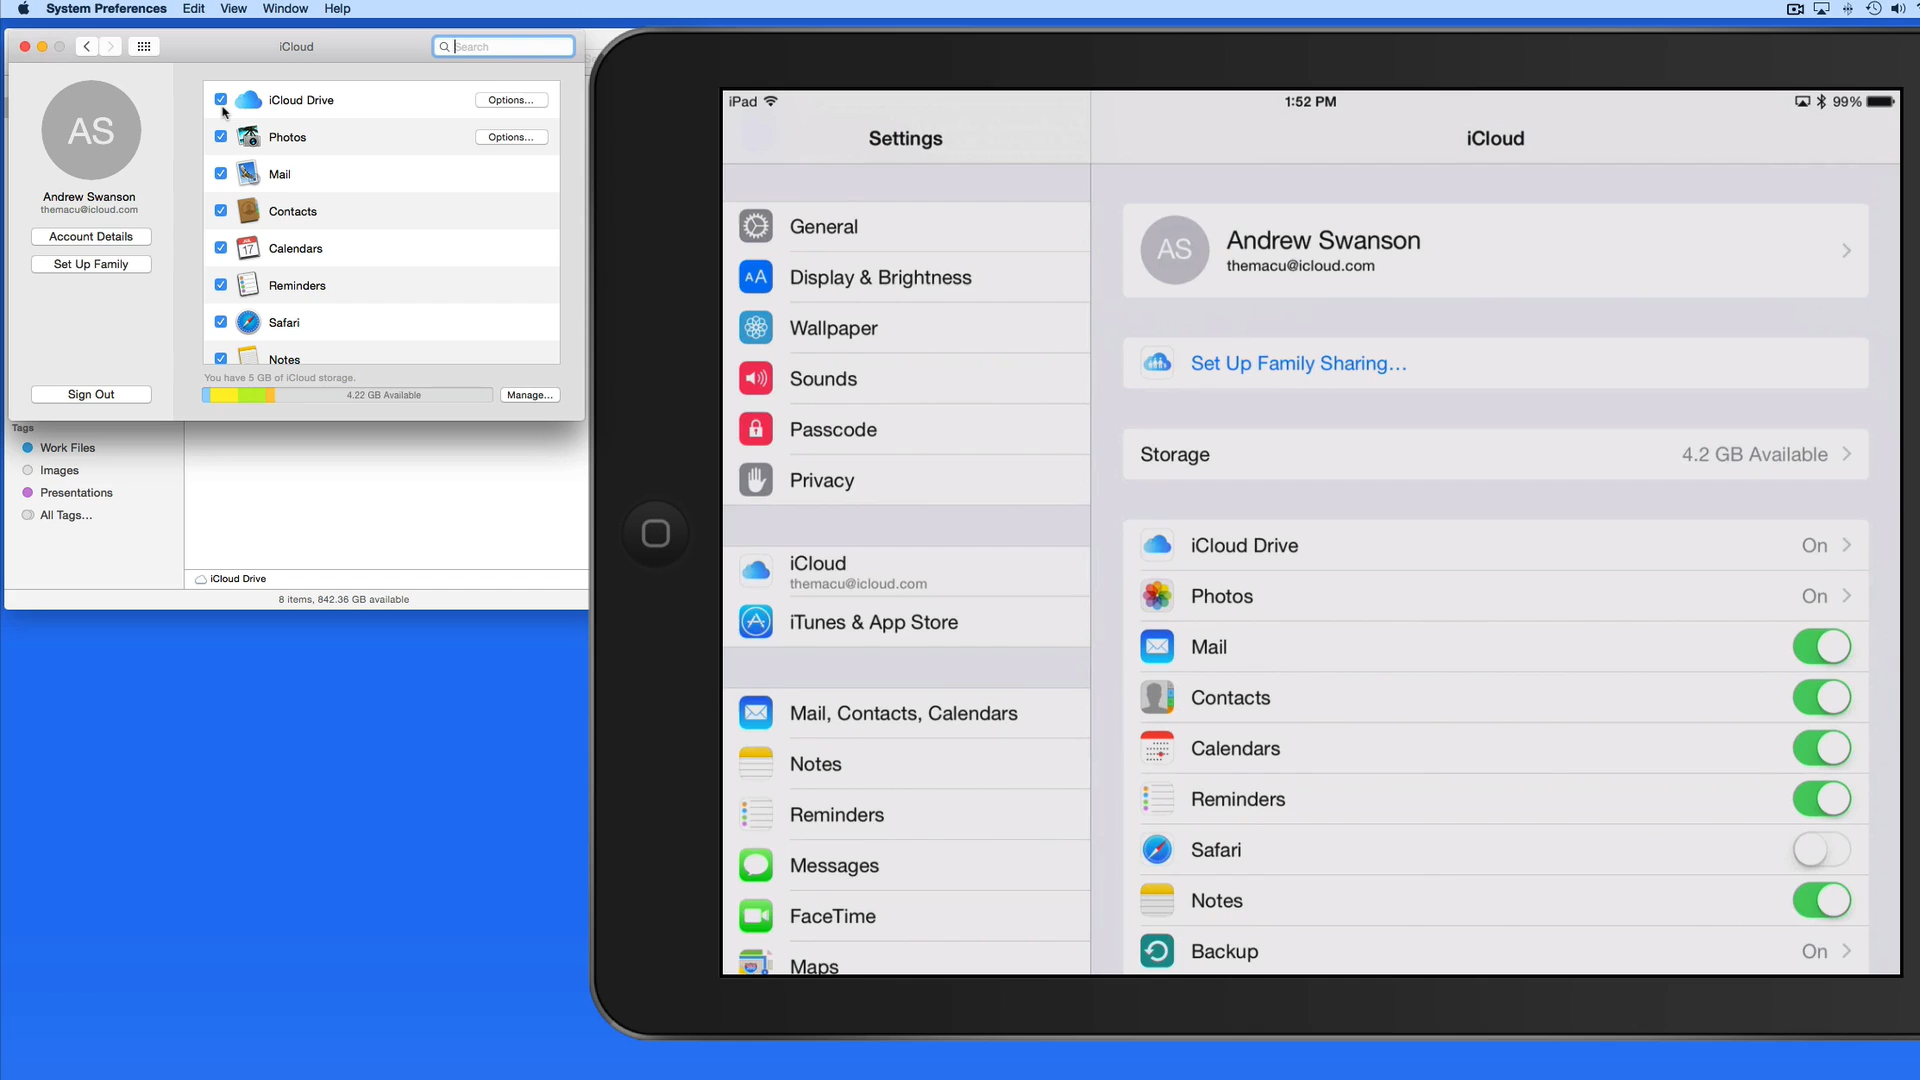 System Preferences Edit View Window Help
iCloud
Search
AS
Andrew Swanson
themacu@icloud.com
Account Details
Set Up Family
Sign Out
iCloud Drive Options...
Photos Options...
Mail
Contacts
17
Calendars
Reminders
Safari
Notes
You have 5 GB of iCloud storage.
4.22 GB Available Manage...
Tags
Work Files
Images
Presentations
All Tags...
iCloud Drive
8 items, 842.36 GB available
iPad 1:52 PM 99%
Settings
General
AA Display & Brightness
Wallpaper
Sounds
Passcode
Privacy
iCloud
themacu@icloud.com
iTunes & App Store
Mail, Contacts, Calendars
Notes
Reminders
Messages
FaceTime
Maps
iCloud
AS
Andrew Swanson
themacu@icloud.com
Set Up Family Sharing...
Storage 4.2 GB Available
iCloud Drive On
Photos On
Mail
Contacts
Calendars
Reminders
Safari
Notes
Backup On